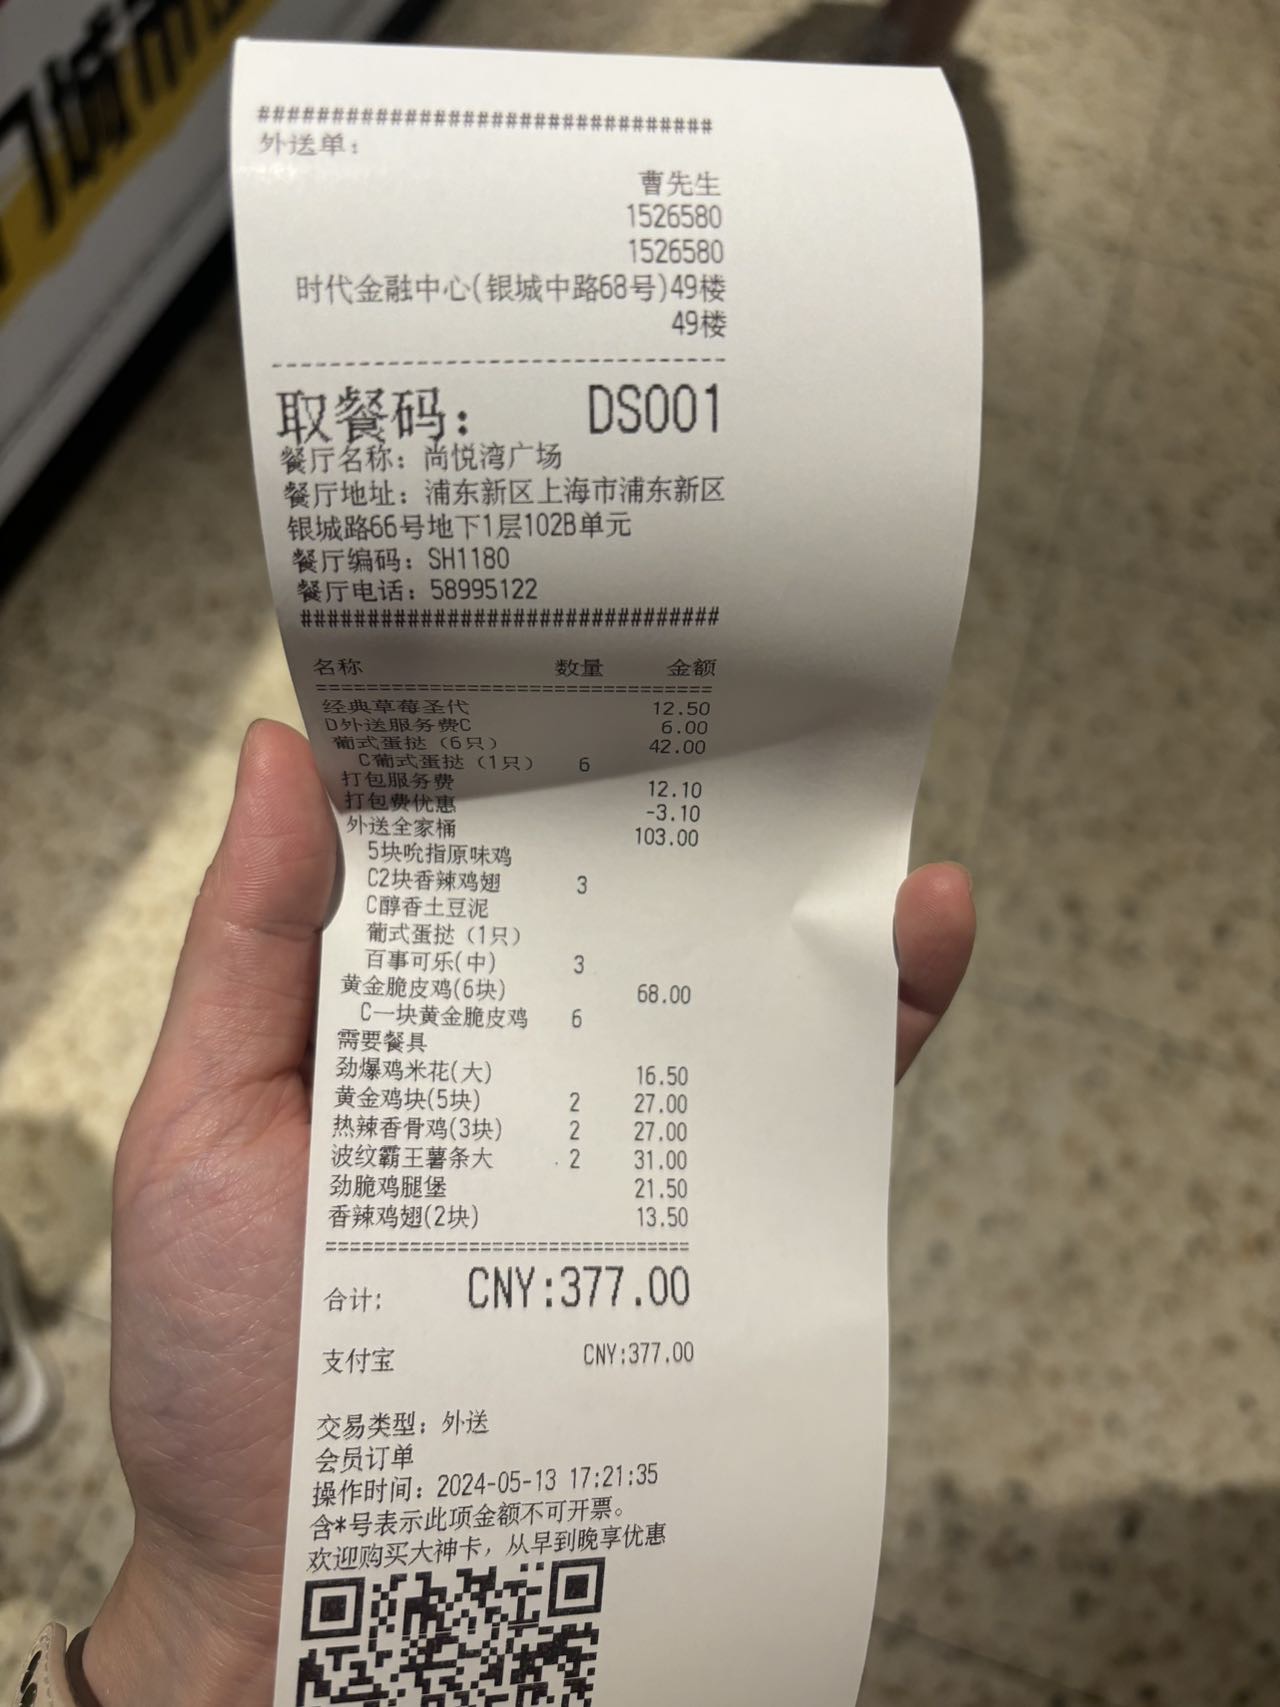 ################################
外送单:
曹先生
1526580
1526580
时代金融中心(银城中路68号)49楼
49楼
--------------------------------
取餐码: DS001
餐厅名称: 尚悦湾广场
餐厅地址: 浦东新区上海市浦东新区
银城路66号地下1层102B单元
餐厅编码: SH1180
餐厅电话: 58995122
################################
名称 数量 金额
================================
经典草莓圣代 12.50
D外送服务费C 6.00
葡式蛋挞（6只） 42.00
C葡式蛋挞（1只） 6
打包服务费 12.10
打包费优惠 -3.10
外送全家桶 103.00
5块吮指原味鸡
C2块香辣鸡翅 3
C醇香土豆泥
葡式蛋挞（1只）
百事可乐(中) 3
黄金脆皮鸡(6块) 68.00
C一块黄金脆皮鸡 6
需要餐具
劲爆鸡米花(大) 16.50
黄金鸡块(5块) 2 27.00
热辣香骨鸡(3块) 2 27.00
波纹霸王薯条大 2 31.00
劲脆鸡腿堡 21.50
香辣鸡翅(2块) 13.50
================================
合计: CNY:377.00
支付宝 CNY:377.00
交易类型: 外送
会员订单
操作时间: 2024-05-13 17:21:35
含*号表示此项金额不可开票。
欢迎购买大神卡，从早到晚享优惠